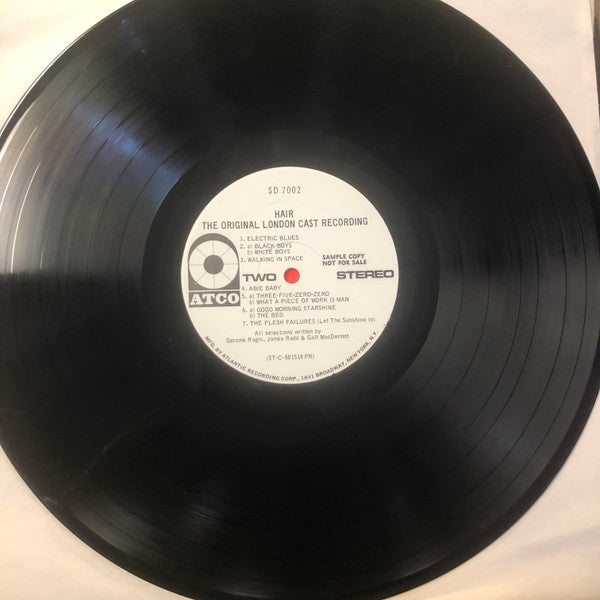 SD 7002
HAIR
THE ORIGINAL LONDON CAST RECORDING
1. ELECTRIC BLUES
2. a) BLACK BOYS
b) WHITE BOYS
3. WALKING IN SPACE
SAMPLE COPY
NOT FOR SALE
TWO
STEREO
ATCO
4. ABIE BABY
5. a) THREE-FIVE-ZERO-ZERO
b) WHAT A PIECE OF WORK IS MAN
6. a) GOOD MORNING STARSHINE
b) THE BED
7. THE FLESH FAILURES (Let The Sunshine In)
All selections written by
Gerome Ragni, James Rado & Galt MacDermot
(ST-C-681518-PR)
MFG. BY ATLANTIC RECORDING CORP., 1841 BROADWAY, NEW YORK, N.Y.